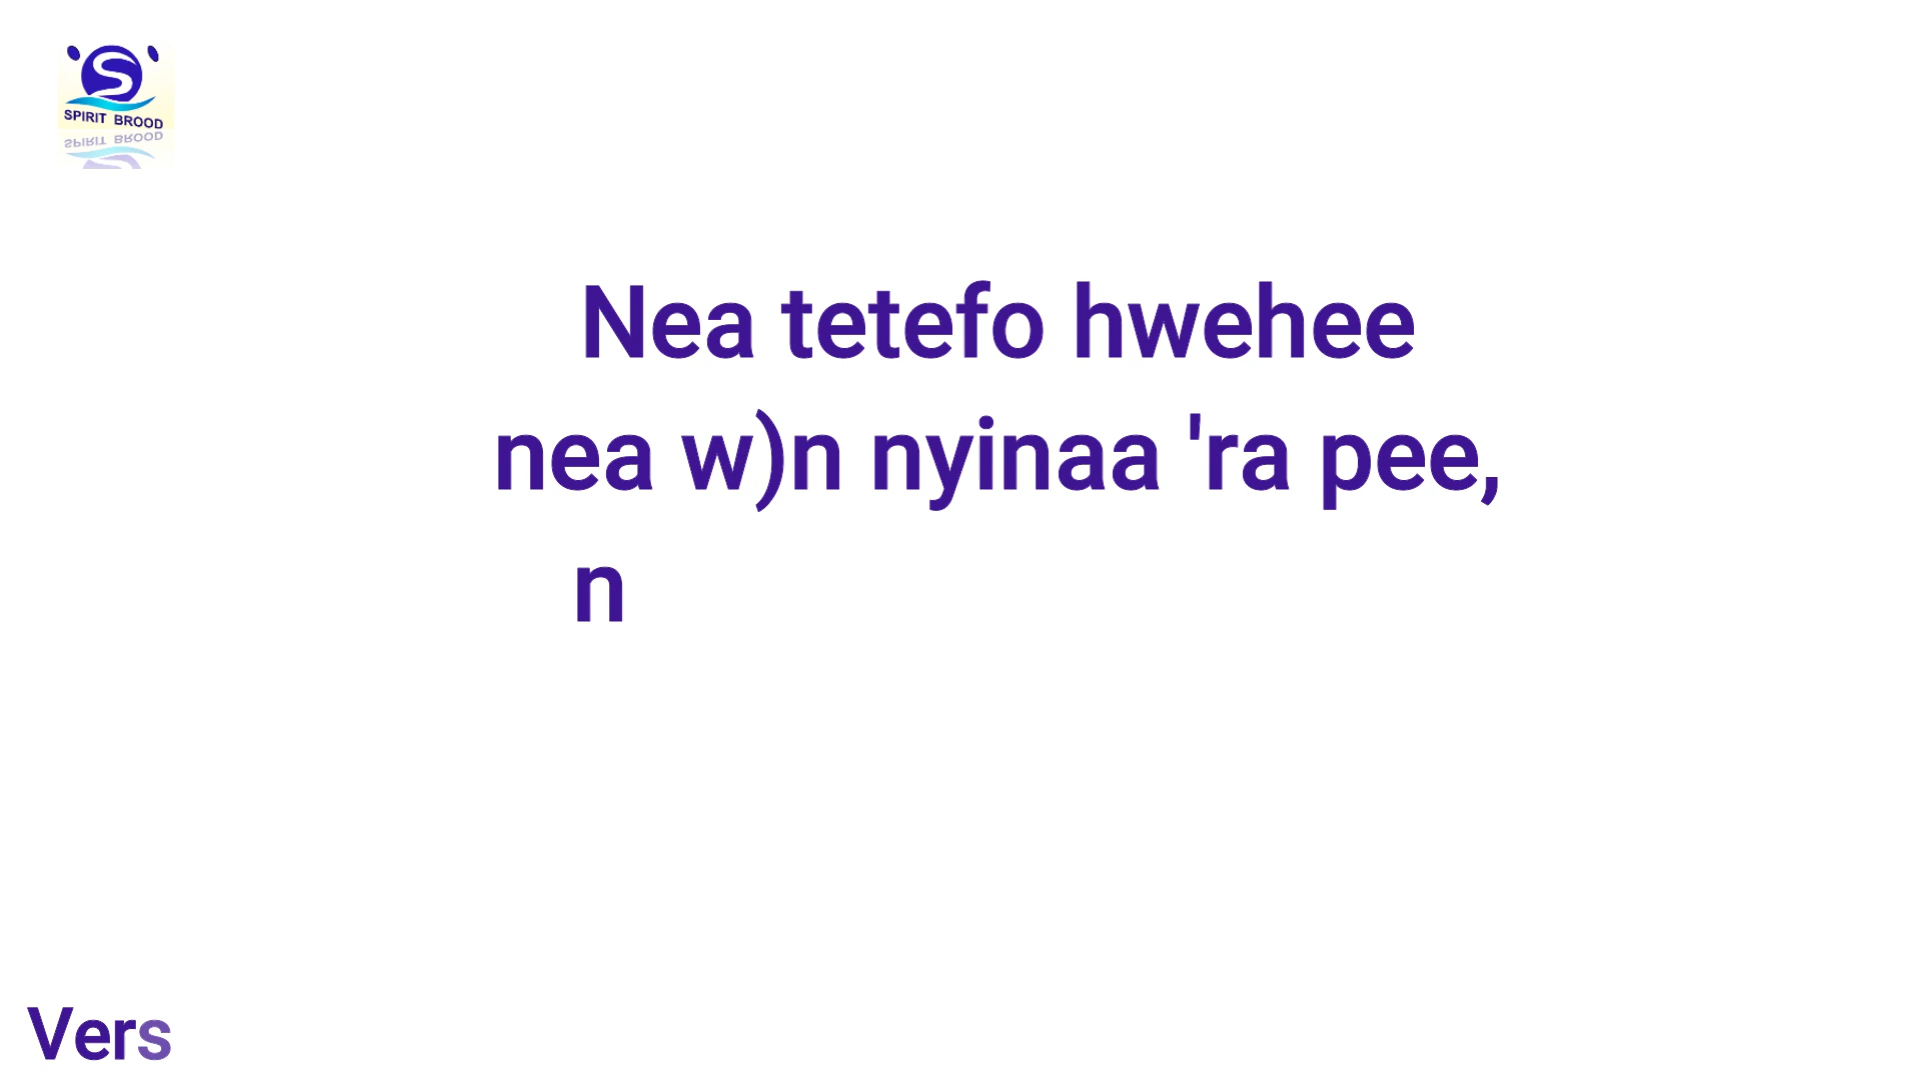 SPIRIT BROOD
Nea tetefo hwehee
nea w)n nyinaa 'ra pee,
n
Vers